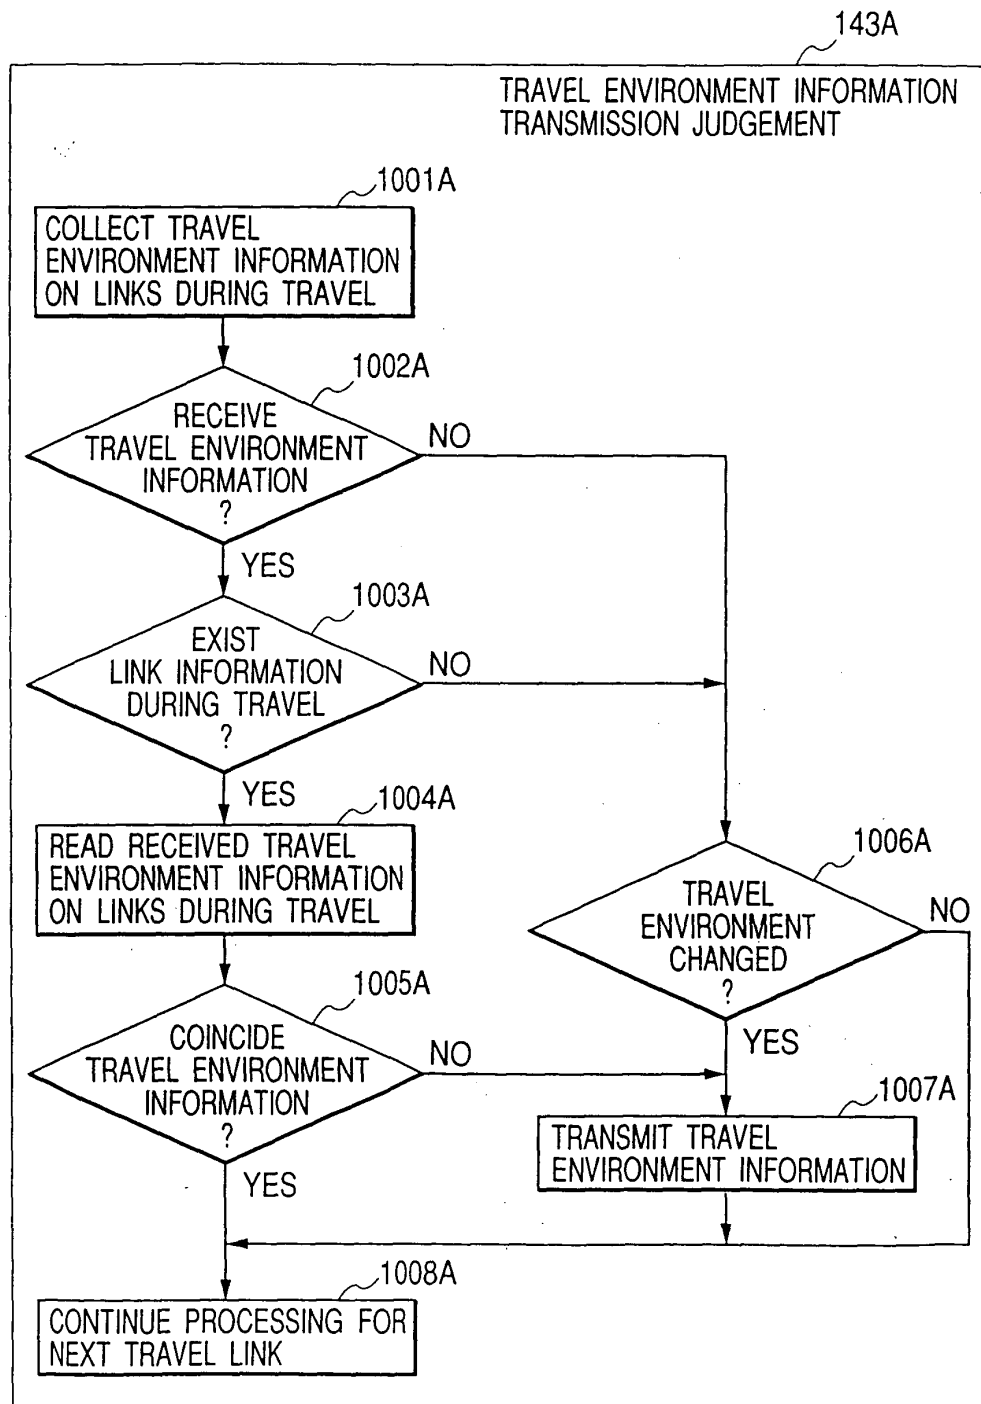 143A
TRAVEL ENVIRONMENT INFORMATION
TRANSMISSION JUDGEMENT
1001A
COLLECT TRAVEL
ENVIRONMENT INFORMATION
ON LINKS DURING TRAVEL
1002A
RECEIVE
TRAVEL ENVIRONMENT
INFORMATION
?
NO
YES
1003A
EXIST
LINK INFORMATION
DURING TRAVEL
?
NO
YES
1004A
READ RECEIVED TRAVEL
ENVIRONMENT INFORMATION
ON LINKS DURING TRAVEL
1005A
COINCIDE
TRAVEL ENVIRONMENT
INFORMATION
?
NO
YES
1006A
TRAVEL
ENVIRONMENT
CHANGED
?
NO
YES
1007A
TRANSMIT TRAVEL
ENVIRONMENT INFORMATION
1008A
CONTINUE PROCESSING FOR
NEXT TRAVEL LINK